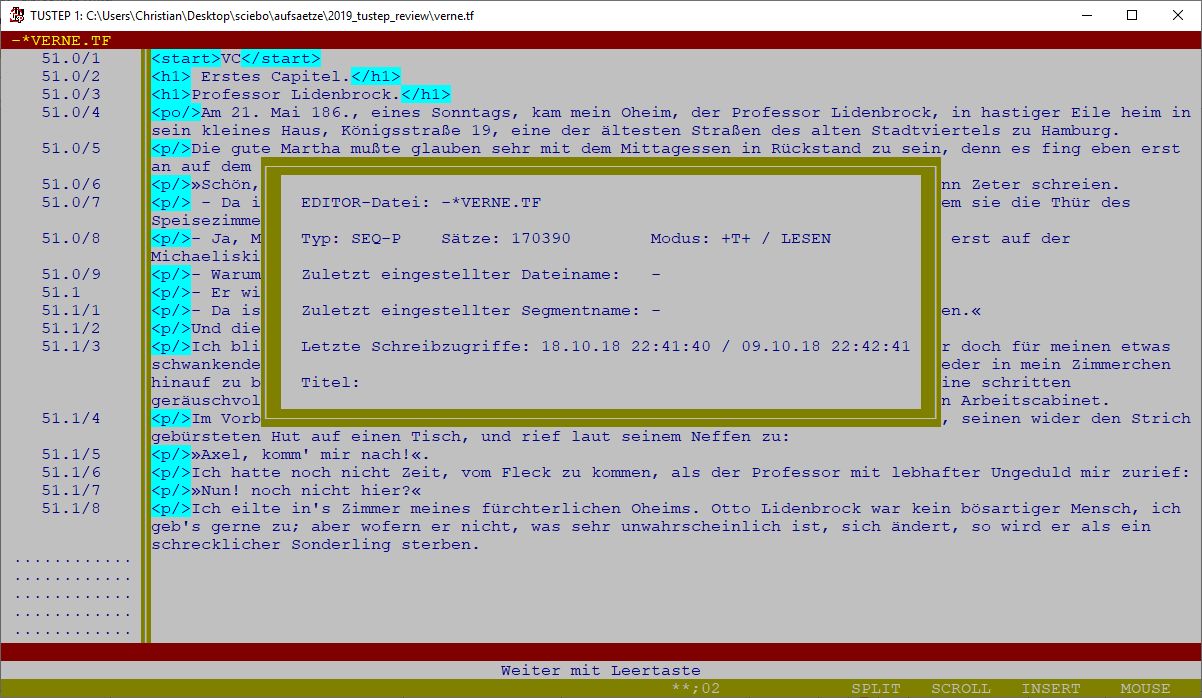 TUSTEP 1: C:\Users\Christian\Desktop\sciebo\aufsaetze\2019_tustep_review\verne.tf
-*VERNE.TF
51.0/1 <start>VC</start>
51.0/2 <h1> Erstes Capitel.</h1>
51.0/3 <h1>Professor Lidenbrock.</h1>
51.0/4 <po/>Am 21. Mai 186., eines Sonntags, kam mein Oheim, der Professor Lidenbrock, in hastiger Eile heim in
sein kleines Haus, Königsstraße 19, eine der ältesten Straßen des alten Stadtviertels zu Hamburg.
51.0/5 <p/>Die gute Martha mußte glauben sehr mit dem Mittagessen in Rückstand zu sein, denn es fing eben erst
an auf dem
51.0/6 <p/>»Schön, nn Zeter schreien.
51.0/7 <p/> - Da i em sie die Thür des
Speisezimme
51.0/8 <p/>- Ja, M erst auf der
Michaeliski
51.0/9 <p/>- Warum
51.1 <p/>- Er wi
51.1/1 <p/>- Da is en.«
51.1/2 <p/>Und die
51.1/3 <p/>Ich bli r doch für meinen etwas
schwankende eder in mein Zimmerchen
hinauf zu b ine schritten
geräuschvol n Arbeitscabinet.
51.1/4 <p/>Im Vorb , seinen wider den Strich
gebürsteten Hut auf einen Tisch, und rief laut seinem Neffen zu:
51.1/5 <p/>»Axel, komm' mir nach!«.
51.1/6 <p/>Ich hatte noch nicht Zeit, vom Fleck zu kommen, als der Professor mit lebhafter Ungeduld mir zurief:
51.1/7 <p/>»Nun! noch nicht hier?«
51.1/8 <p/>Ich eilte in's Zimmer meines fürchterlichen Oheims. Otto Lidenbrock war kein bösartiger Mensch, ich
geb's gerne zu; aber wofern er nicht, was sehr unwahrscheinlich ist, sich ändert, so wird er als ein
schrecklicher Sonderling sterben.
EDITOR-Datei: -*VERNE.TF
Typ: SEQ-P Sätze: 170390 Modus: +T+ / LESEN
Zuletzt eingestellter Dateiname: -
Zuletzt eingestellter Segmentname: -
Letzte Schreibzugriffe: 18.10.18 22:41:40 / 09.10.18 22:42:41
Titel:
............
............
............
............
............
Weiter mit Leertaste
**;02 SPLIT SCROLL INSERT MOUSE